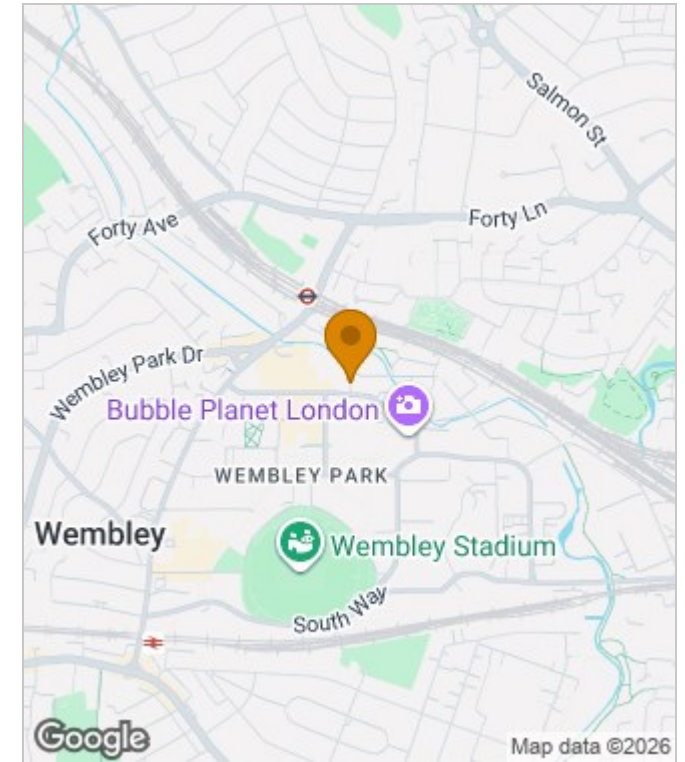 Salmon St
Forty Ln
Forty Ave
Wembley Park Dr
Bubble Planet London
WEMBLEY PARK
Wembley
Wembley Stadium
South Way
Google
Map data ©2026